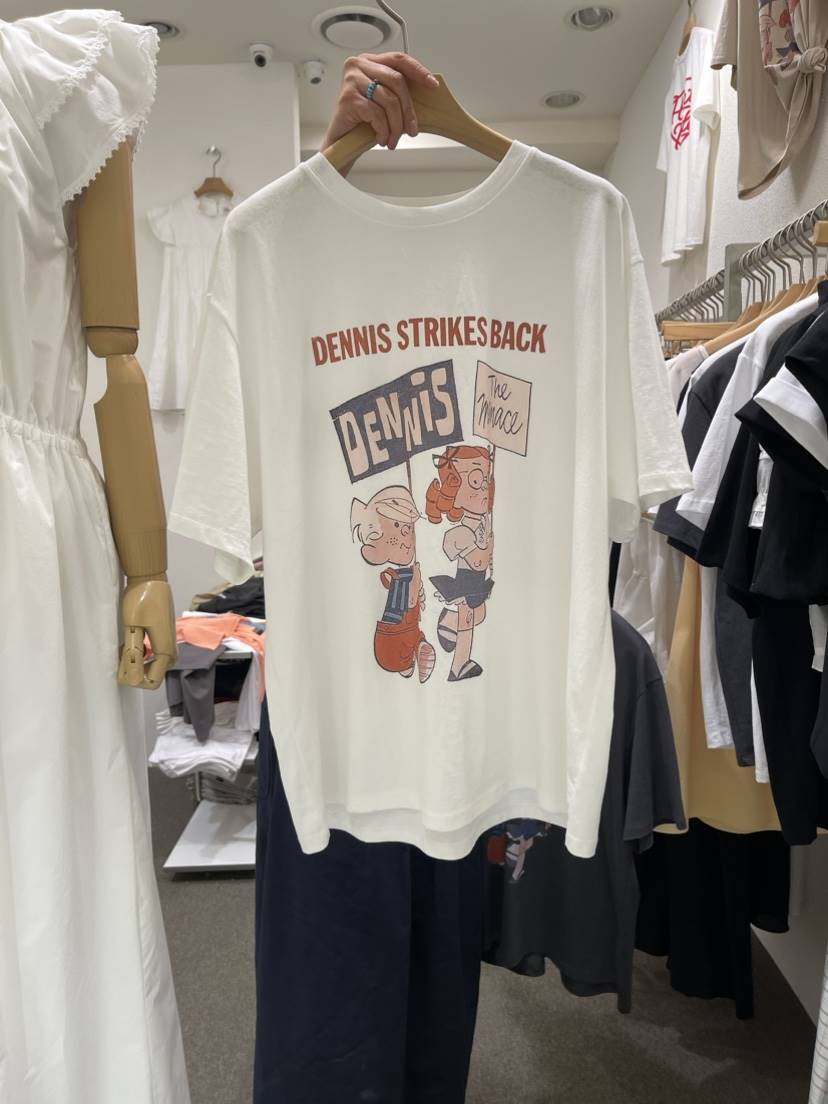 DENNIS STRIKES BACK
DENNIS
The
Menace